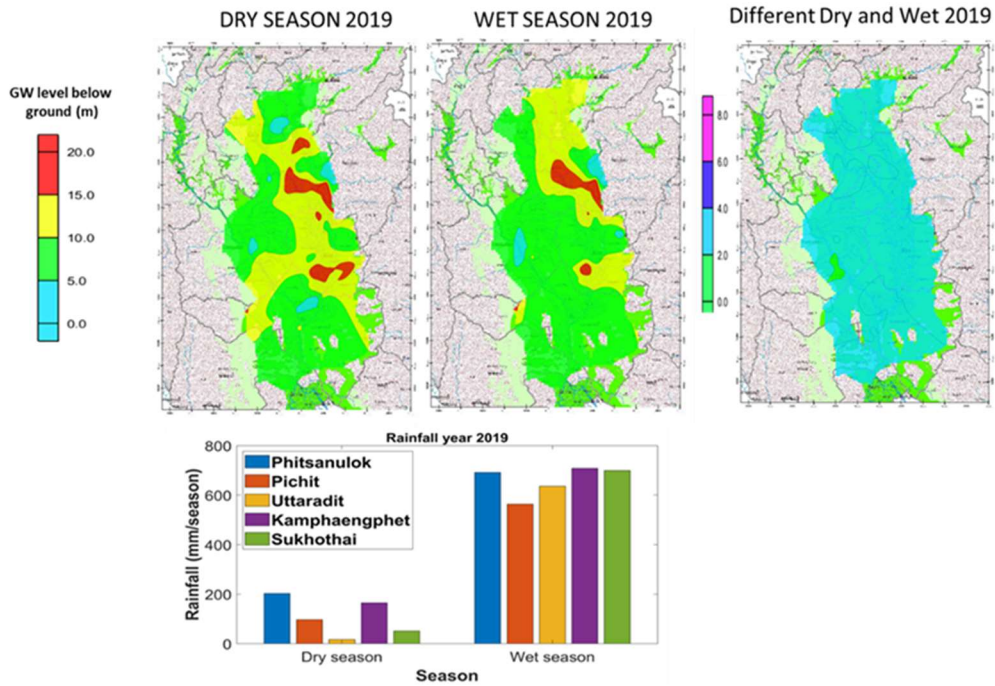 DRY SEASON 2019
WET SEASON 2019
Different Dry and Wet 2019
GW level below
ground (m)
20.0
15.0
10.0
5.0
0.0
8.0
6.0
4.0
2.0
0.0
Rainfall year 2019
Rainfall (mm/season)
800
600
400
200
0
Phitsanulok
Pichit
Uttaradit
Kamphaengphet
Sukhothai
Dry season
Wet season
Season